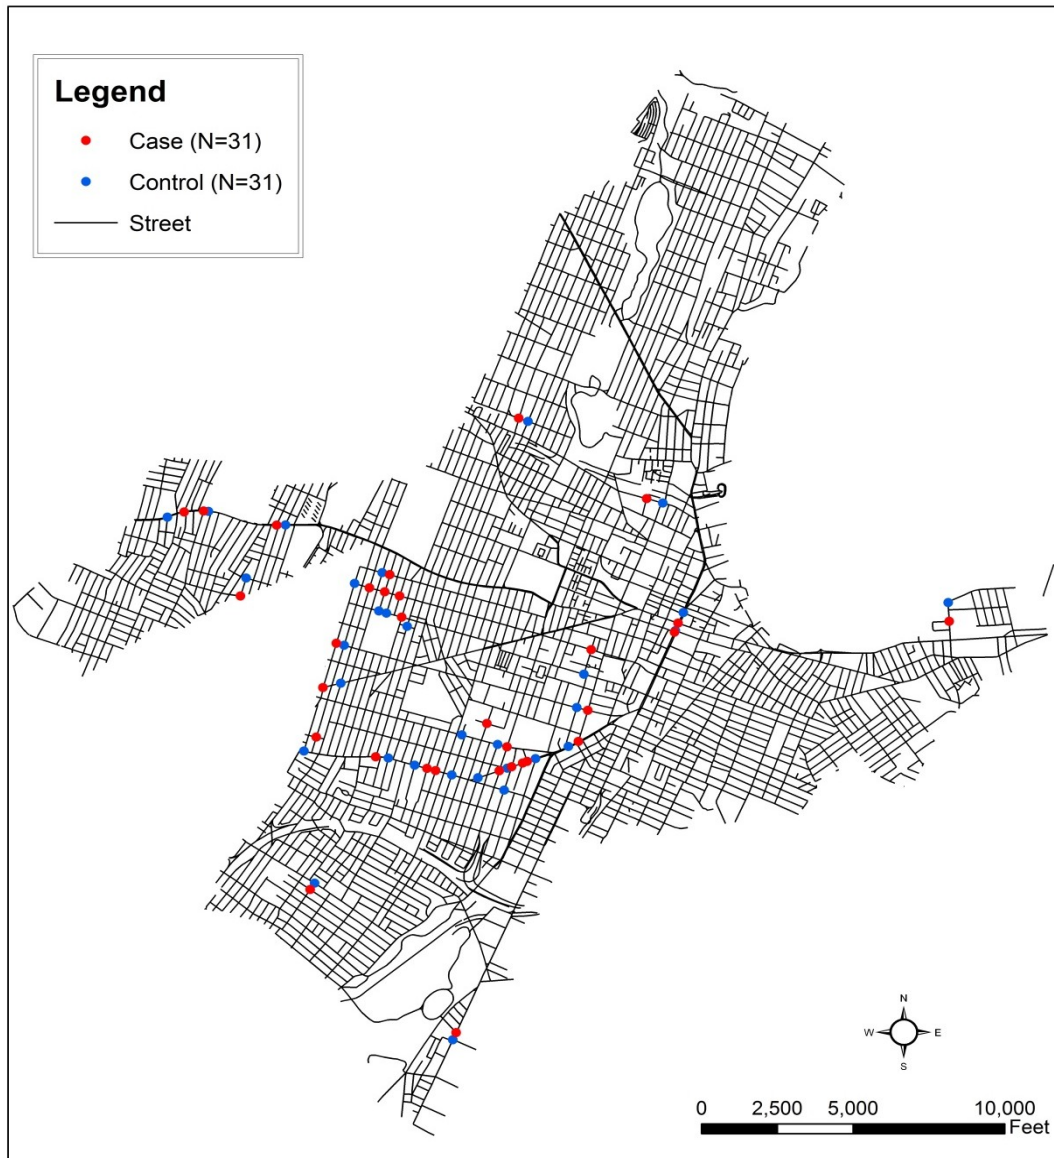 Legend
Case (N=31)
Control (N=31)
Street
N
W E
S
0 2,500 5,000 10,000
Feet